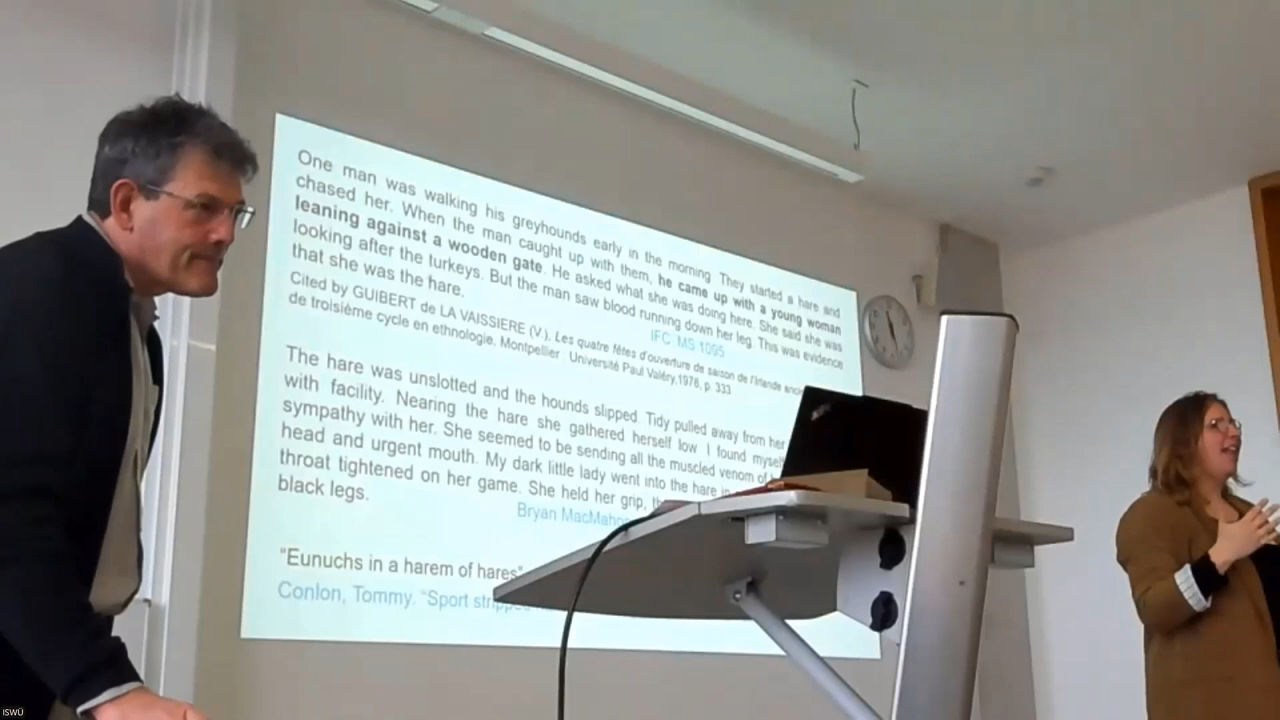 One man was walking his greyhounds early in the morning. They started a hare and
chased her. When the man caught up with them, he came up with a young woman
leaning against a wooden gate. He asked what she was doing here. She said she was
looking after the turkeys. But the man saw blood running down her leg. This was evidence
that she was the hare.
IFC, MS 1095
Cited by GUIBERT de LA VAISSIERE (V.), Les quatre fêtes d'ouverture de saison de l'Irlande
de troisième cycle en ethnologie, Montpellier : Université Paul Valéry, 1978, p. 333
The hare was unslotted and the hounds slipped. Tidy pulled away from her
with facility. Nearing the hare she gathered herself low. I found myself
sympathy with her. She seemed to be sending all the muscled venom of
head and urgent mouth. My dark little lady went into the hare in
throat tightened on her game. She held her grip,
black legs.
Bryan MacMahon
“Eunuchs in a harem of hares”
Conlon, Tommy. “Sport stripped
ISWÜ